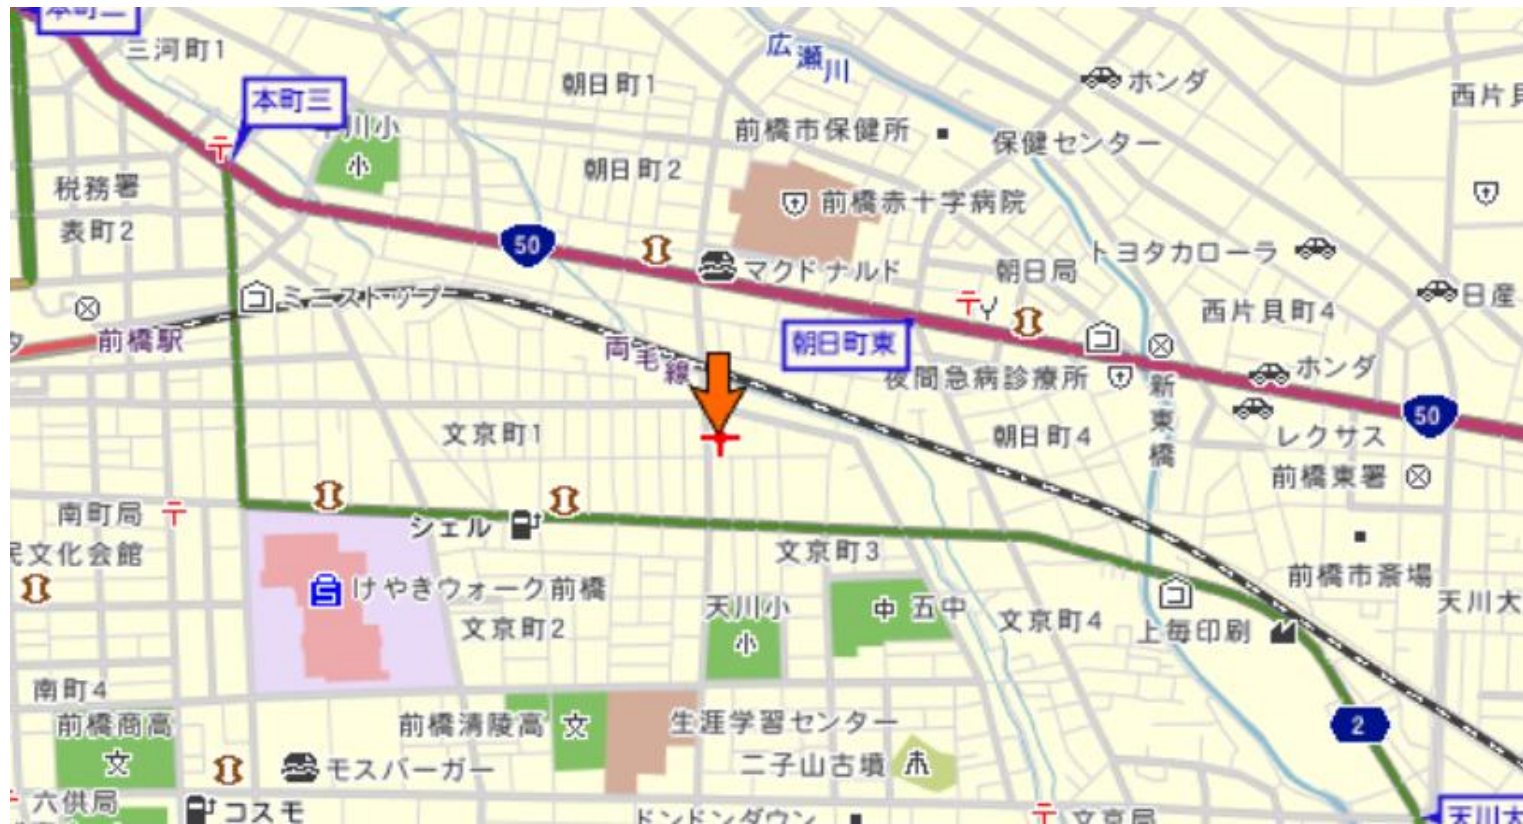 三河町1
本町三
朝日町1
広瀬川
ホンダ
前橋市保健所
保健センター
税務署
朝日町2
表町2
前橋赤十字病院
50
マクドナルド
トヨタカローラ
朝日局
ミニストップ
日産
西片貝町4
前橋駅
両毛線
朝日町東
夜間急病診療所
ホンダ
新東橋
50
レクサス
文京町1
朝日町4
前橋東署
南町局
シェル
文京町3
民文化会館
前橋市斎場
けやきウォーク前橋
天川小
小
中 五中
文京町4
天川大
文京町2
上毎印刷
南町4
前橋商高
文
前橋清陵高 文
生涯学習センター
2
モスバーガー
二子山古墳
六供局
コスモ
ドンドンダウン
文京局
天川大
小